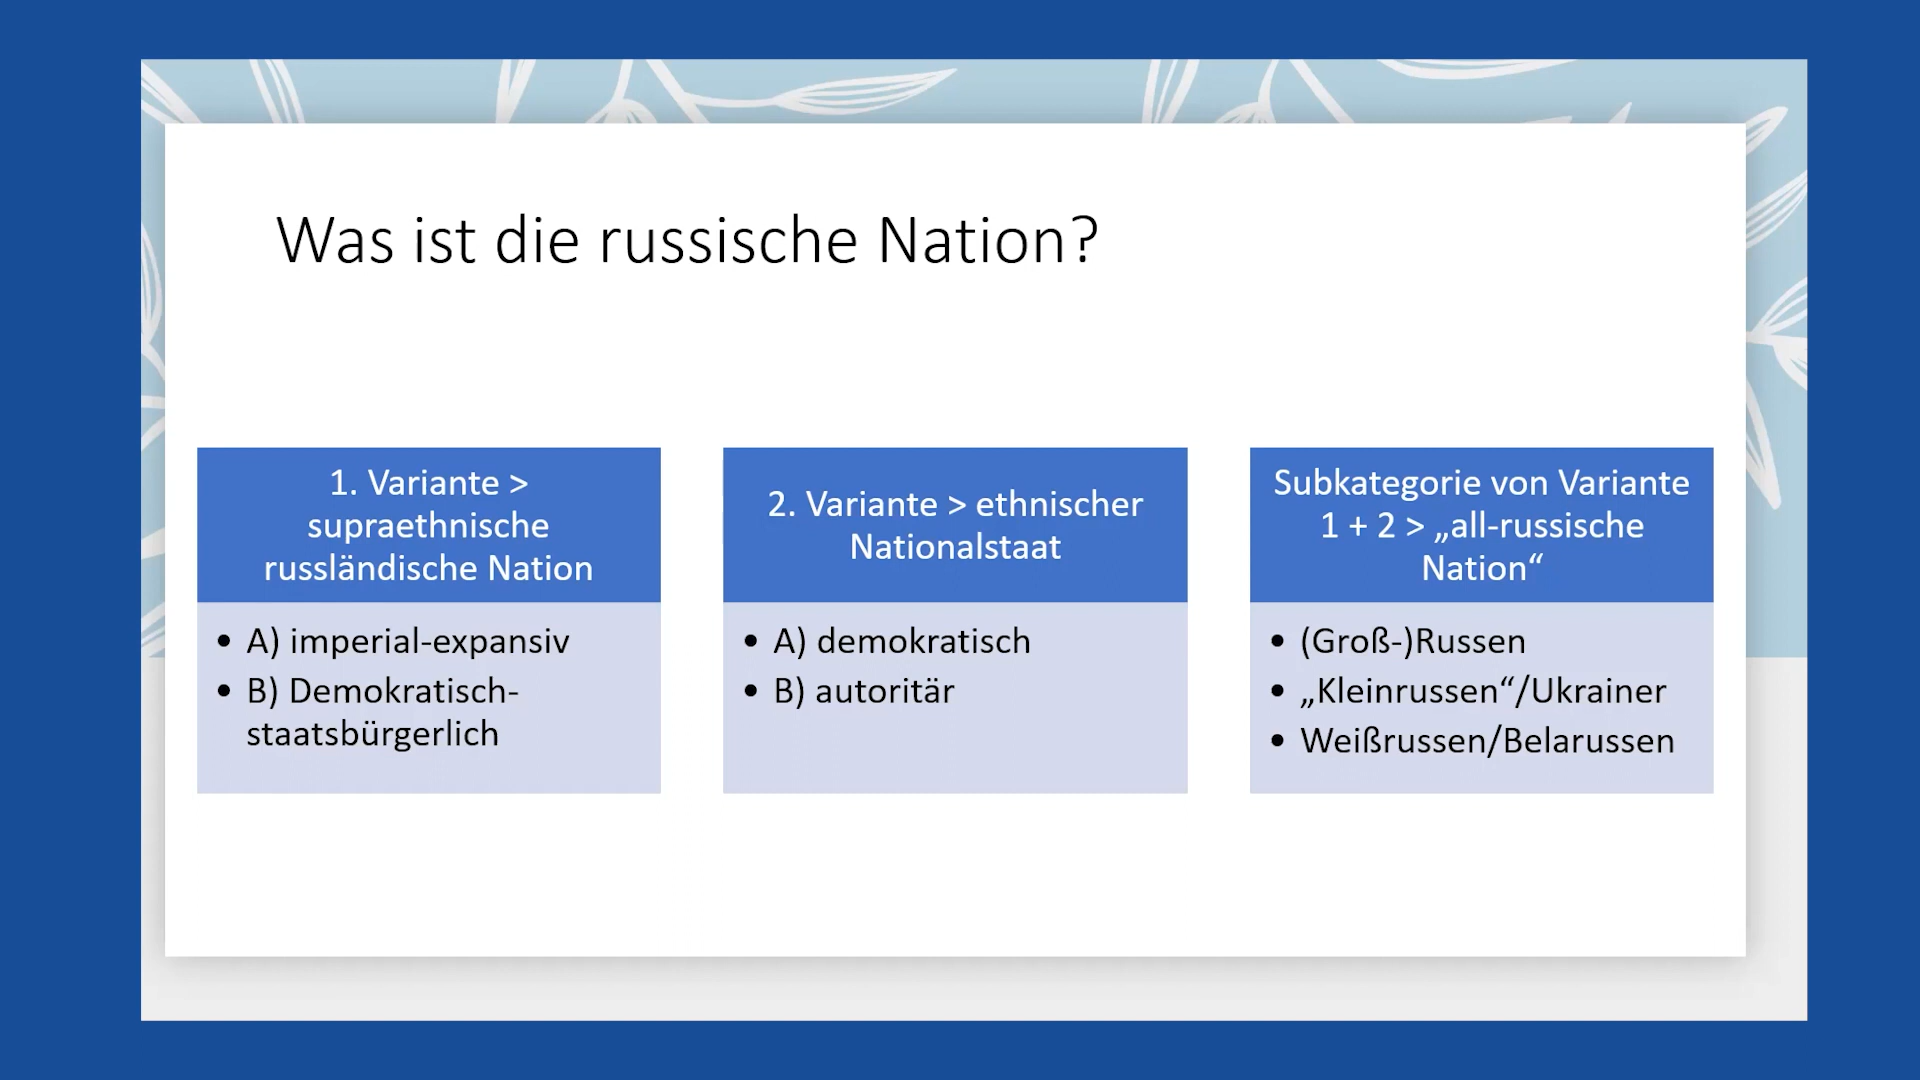 Was ist die russische Nation?
1. Variante >
supraethnische
russländische Nation
• A) imperial-expansiv
• B) Demokratisch-
staatsbürgerlich
2. Variante > ethnischer
Nationalstaat
• A) demokratisch
• B) autoritär
Subkategorie von Variante
1 + 2 > „all-russische
Nation“
• (Groß-)Russen
• „Kleinrussen“/Ukrainer
• Weißrussen/Belarussen